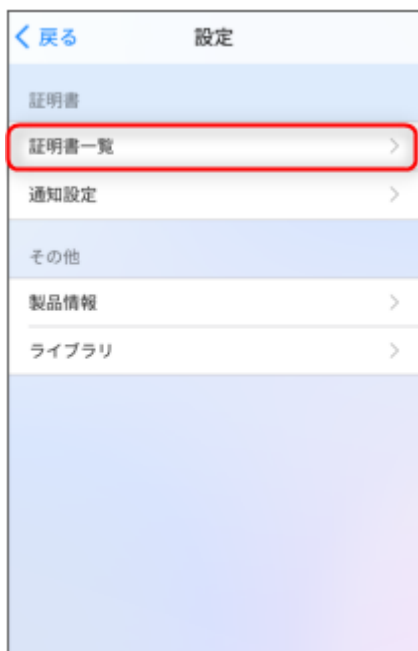 戻る 設定
証明書
証明書一覧
通知設定
その他
製品情報
ライブラリ